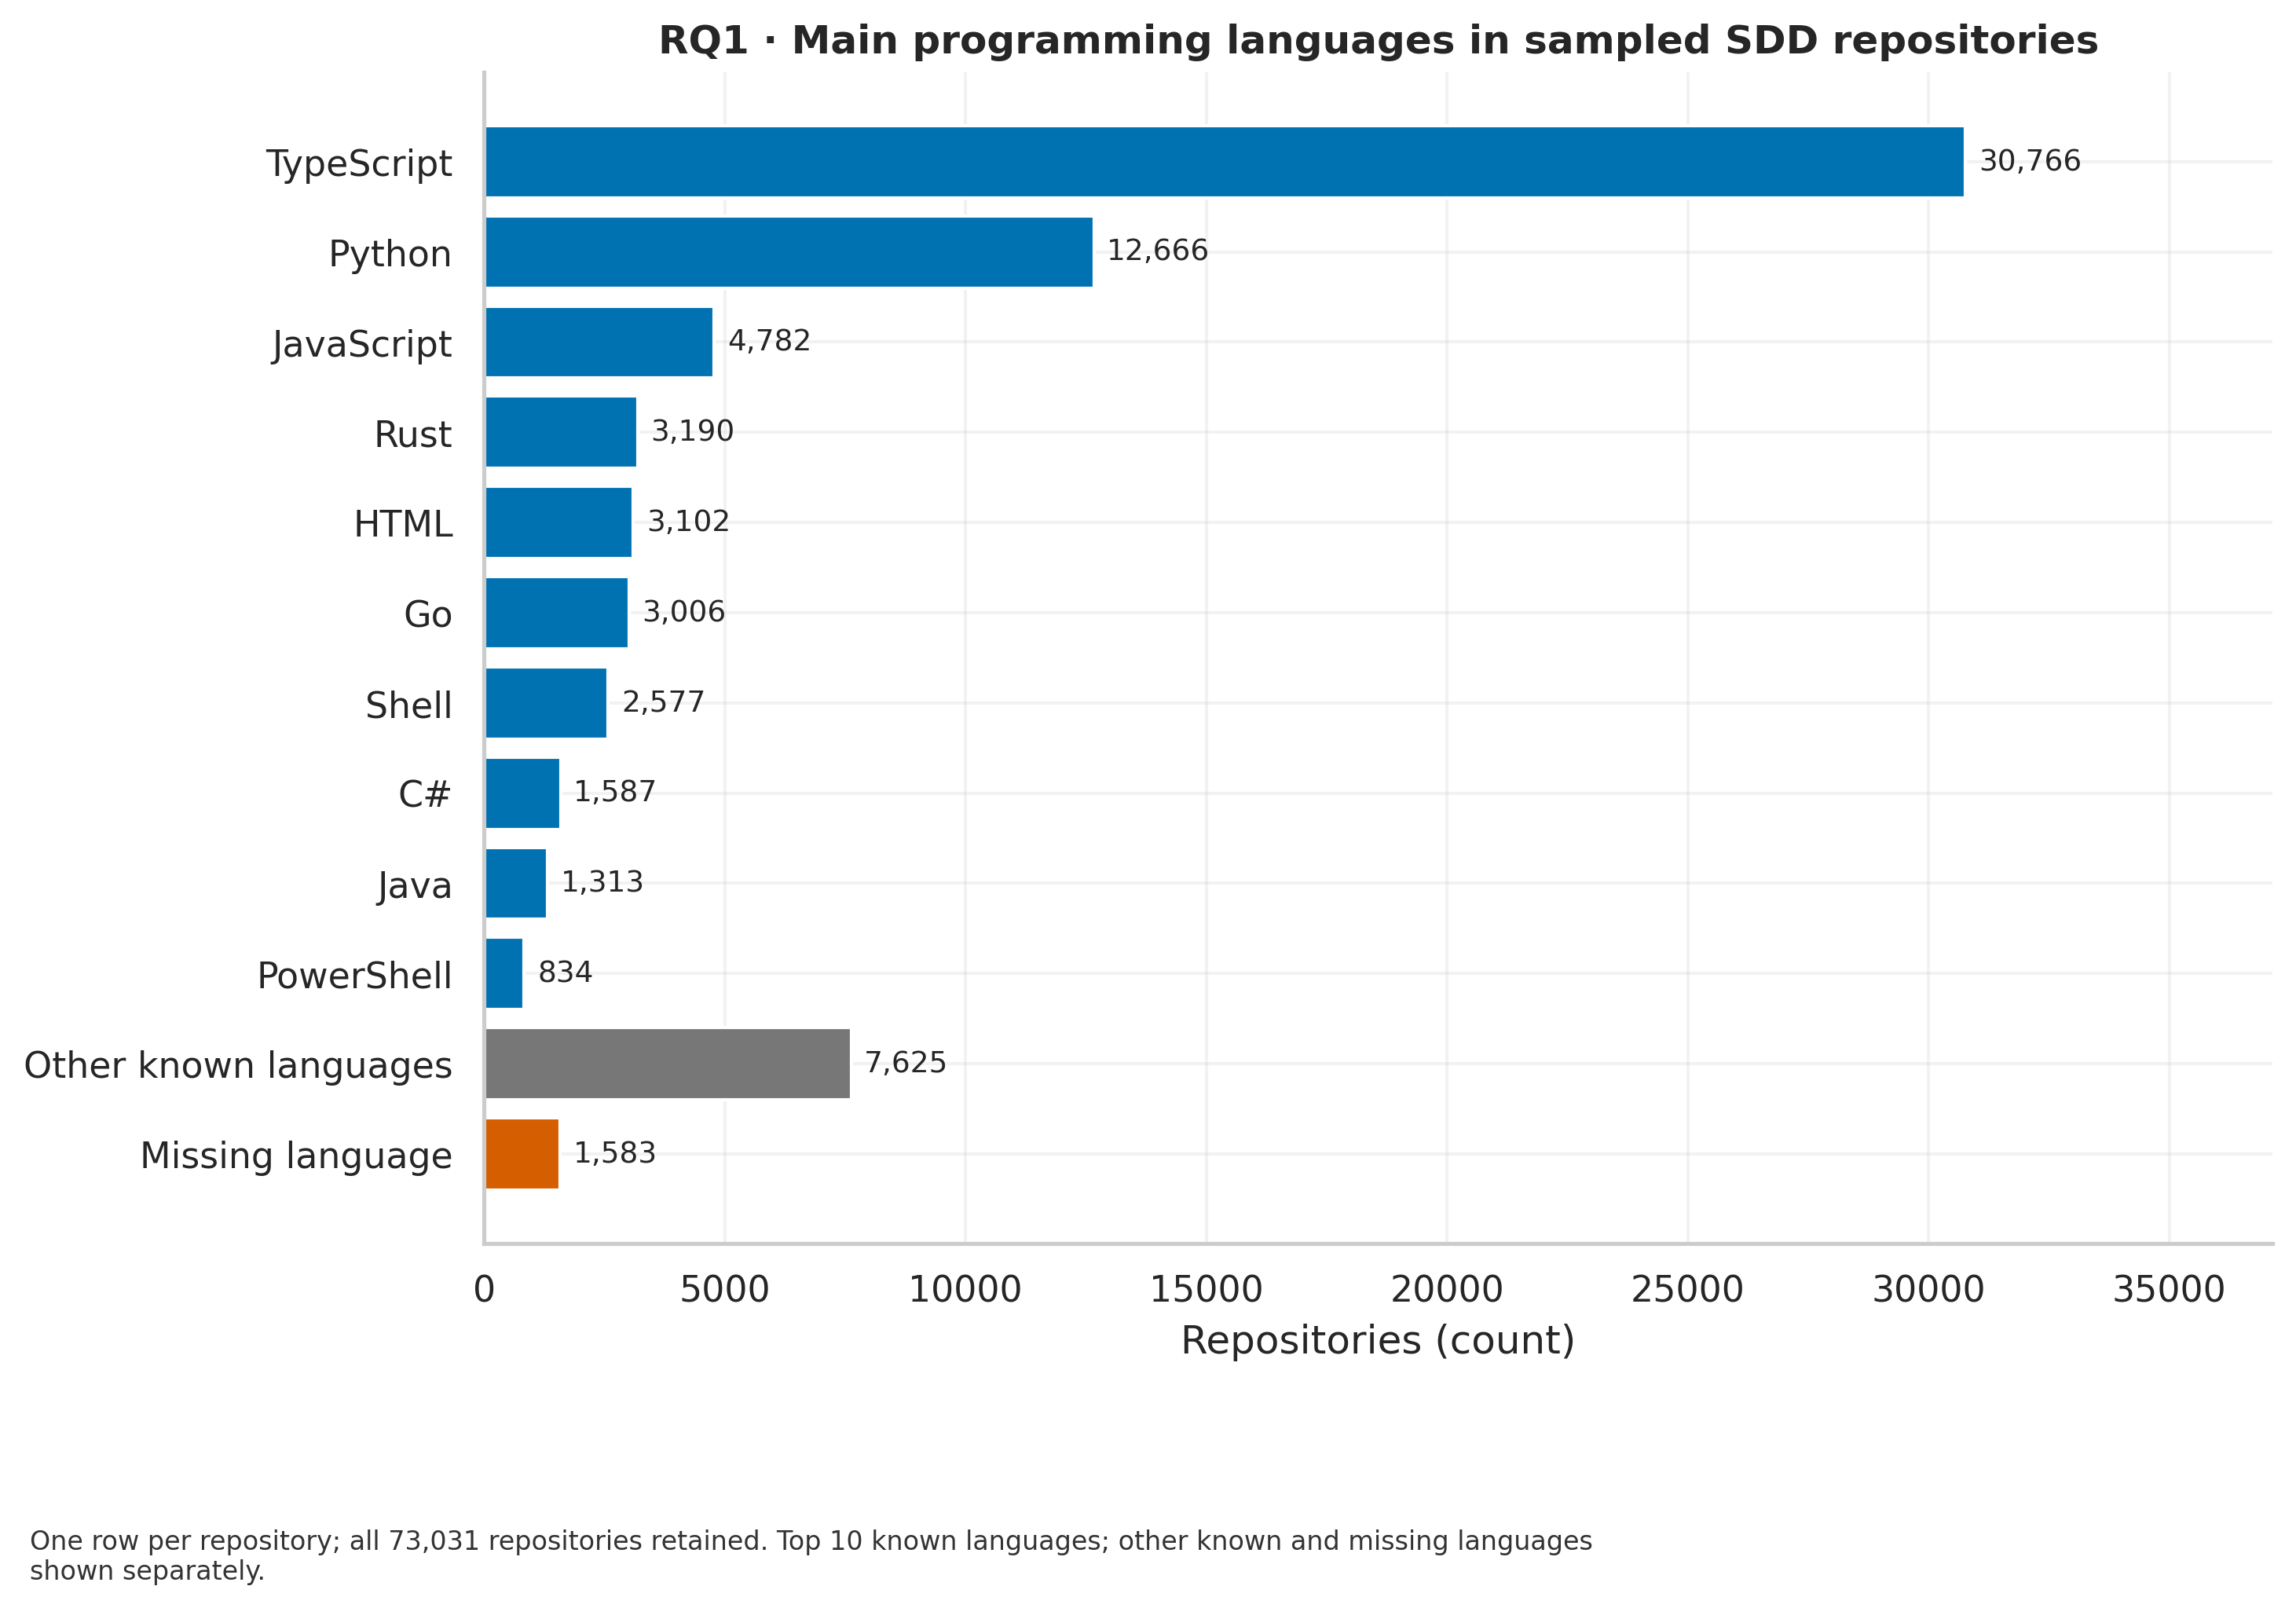 RQ1 · Main programming languages in sampled SDD repositories
TypeScript 30,766
Python 12,666
JavaScript 4,782
Rust 3,190
HTML 3,102
Go 3,006
Shell 2,577
C# 1,587
Java 1,313
PowerShell 834
Other known languages 7,625
Missing language 1,583
0 5000 10000 15000 20000 25000 30000 35000
Repositories (count)
One row per repository; all 73,031 repositories retained. Top 10 known languages; other known and missing languages
shown separately.